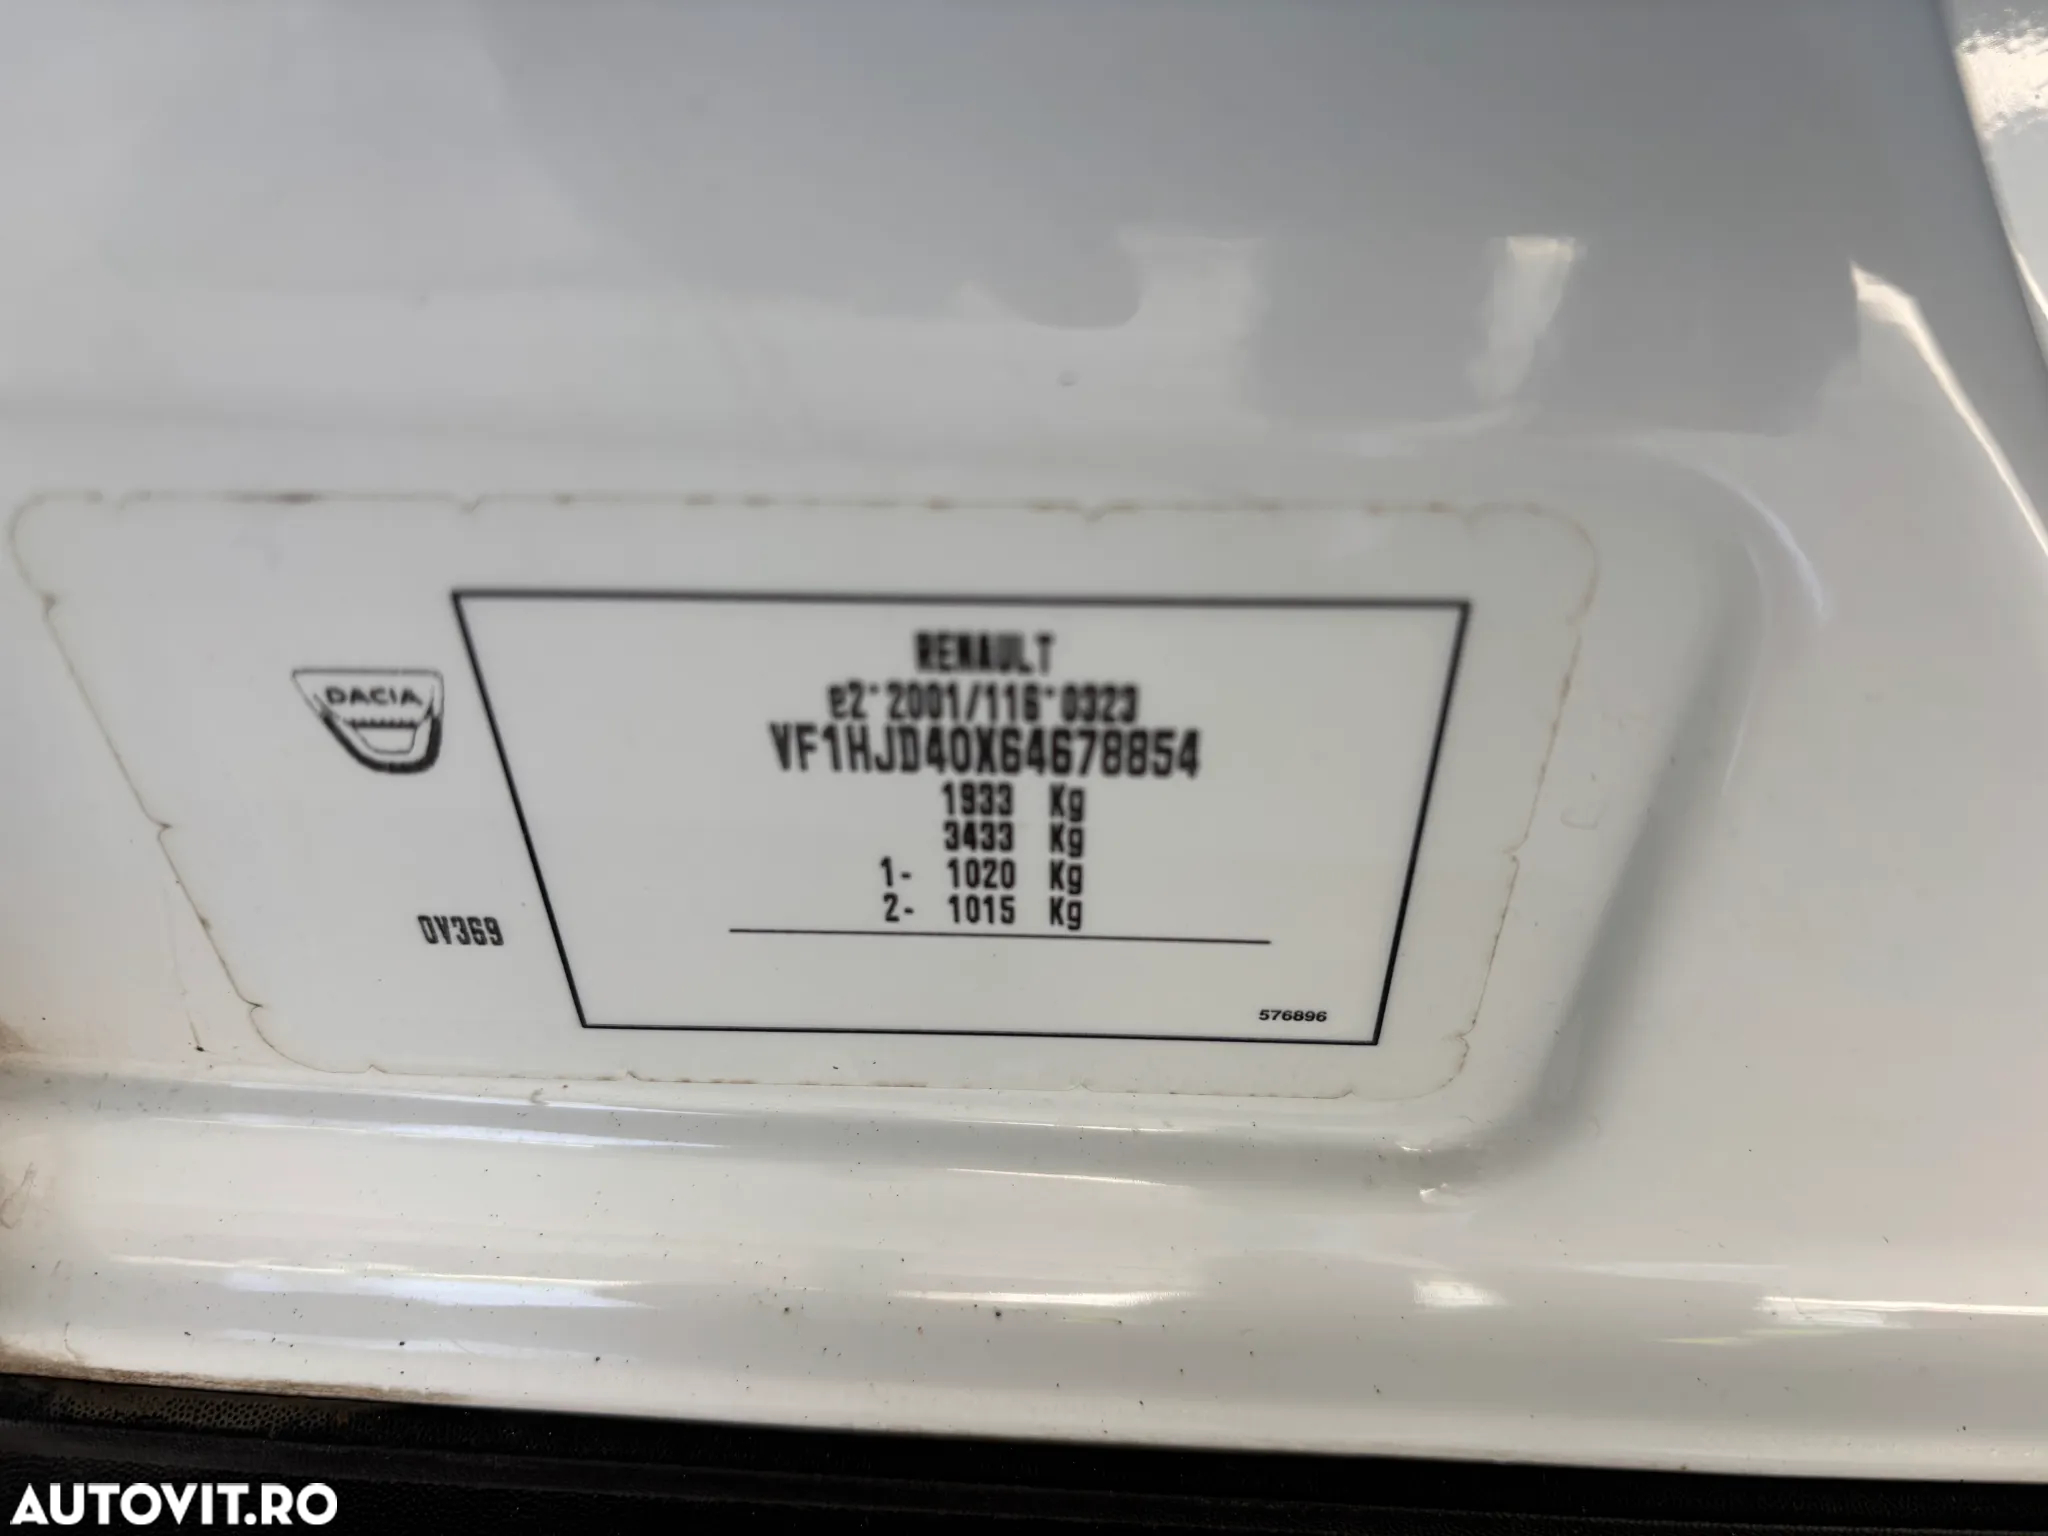 RENAULT
e2*2001/116*0323
VF1HJD40X64678854
1933 Kg
3433 Kg
1- 1020 Kg
2- 1015 Kg
DACIA
0V369
576896
AUTOVIT.RO